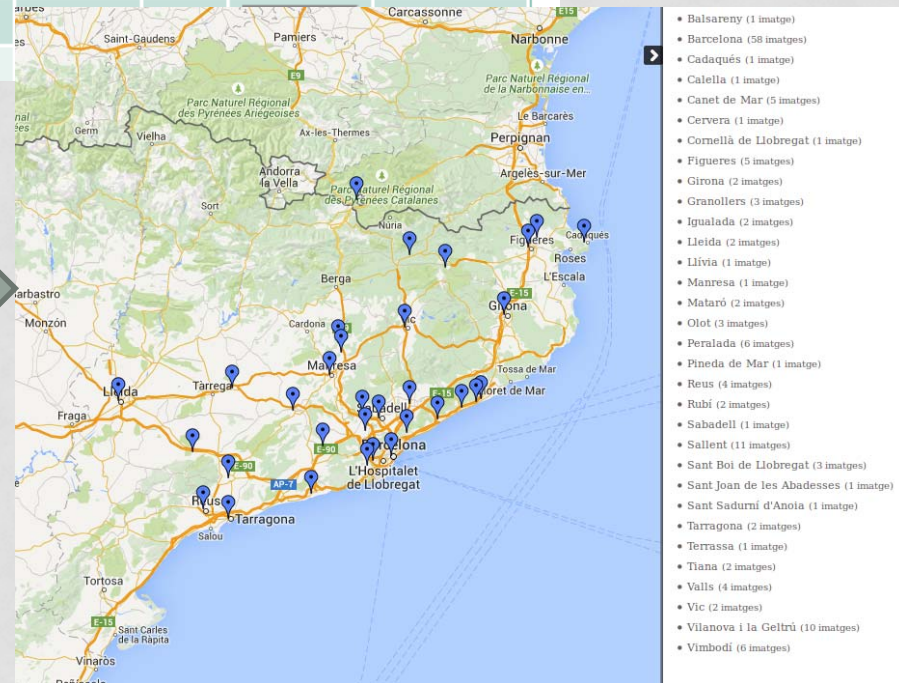 Carcassonne
E15
Saint-Gaudens
Pamiers
Narbonne
E9
Parc Naturel Régional
des Pyrénées Ariégeoises
Parc Naturel Régional
de la Narbonnaise en...
Germ
Vielha
Ax-les-Thermes
Le Barcarès
Perpignan
Andorra
la Vella
Argelès-sur-Mer
Sort
Parc Naturel Régional
des Pyrénées Catalanes
Núria
Figueres
Cadaqués
Roses
Berga
L'Escala
E-15
Girona
Monzón
Cardona
Vic
Manresa
Tossa de Mar
Lleida
Tàrrega
E-15
Lloret de Mar
Fraga
Sabadell
E-90
Barcelona
E-90
L'Hospitalet
de Llobregat
AP-7
Reus
Tarragona
Salou
Tortosa
E-15
Sant Carles
de la Ràpita
Vinaròs
• Balsareny (1 imatge)
• Barcelona (58 imatges)
• Cadaqués (1 imatge)
• Calella (1 imatge)
• Canet de Mar (5 imatges)
• Cervera (1 imatge)
• Cornellà de Llobregat (1 imatge)
• Figueres (5 imatges)
• Girona (2 imatges)
• Granollers (3 imatges)
• Igualada (2 imatges)
• Lleida (2 imatges)
• Llívia (1 imatge)
• Manresa (1 imatge)
• Mataró (2 imatges)
• Olot (3 imatges)
• Peralada (6 imatges)
• Pineda de Mar (1 imatge)
• Reus (4 imatges)
• Rubí (2 imatges)
• Sabadell (1 imatge)
• Sallent (11 imatges)
• Sant Boi de Llobregat (3 imatges)
• Sant Joan de les Abadesses (1 imatge)
• Sant Sadurní d'Anoia (1 imatge)
• Tarragona (2 imatges)
• Terrassa (1 imatge)
• Tiana (2 imatges)
• Valls (4 imatges)
• Vic (2 imatges)
• Vilanova i la Geltrú (10 imatges)
• Vimbodí (6 imatges)